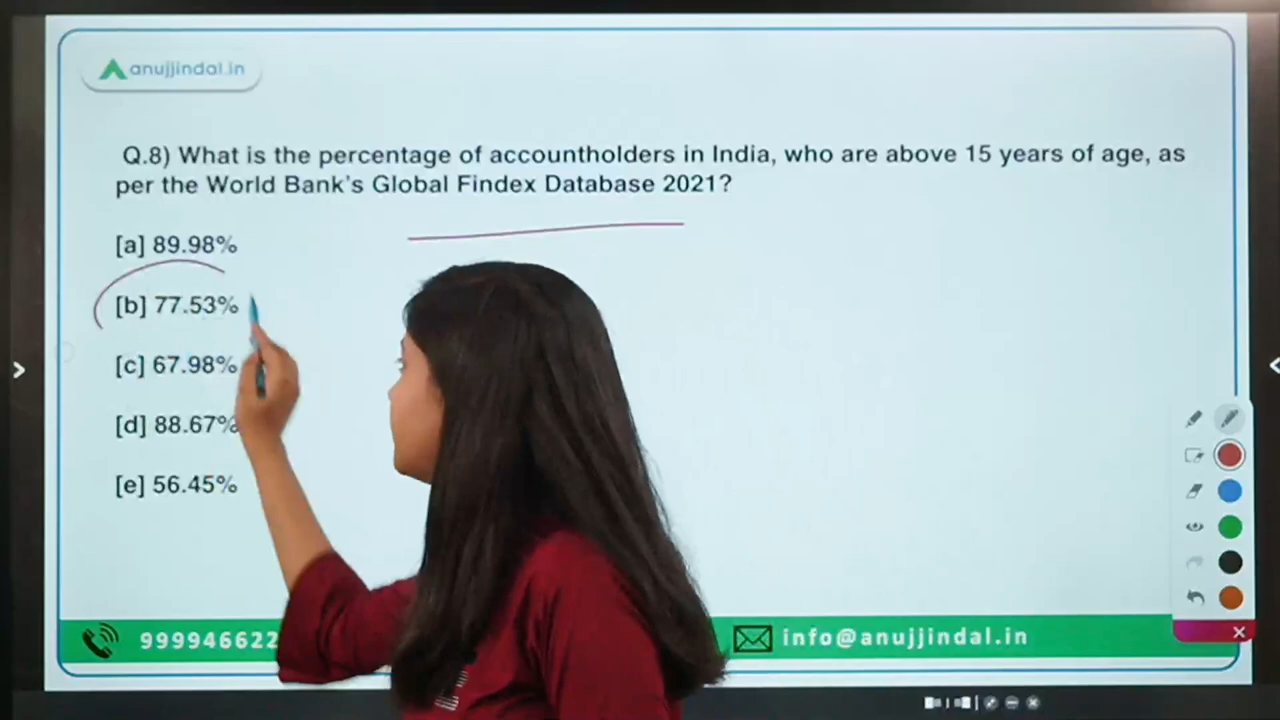 anujjindal.in
Q.8) What is the percentage of accountholders in India, who are above 15 years of age, as
per the World Bank's Global Findex Database 2021?
[a] 89.98%
[b] 77.53%
[c] 67.98%
[d] 88.67%
[e] 56.45%
999946622
info@anujjindal.in